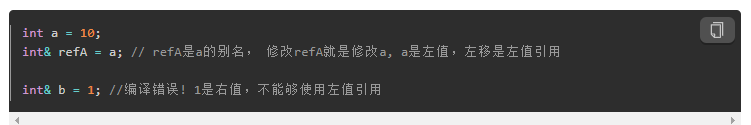 int a = 10;
int& refA = a; // refA是a的别名， 修改refA就是修改a, a是左值，左移是左值引用
int& b = 1; //编译错误! 1是右值，不能够使用左值引用